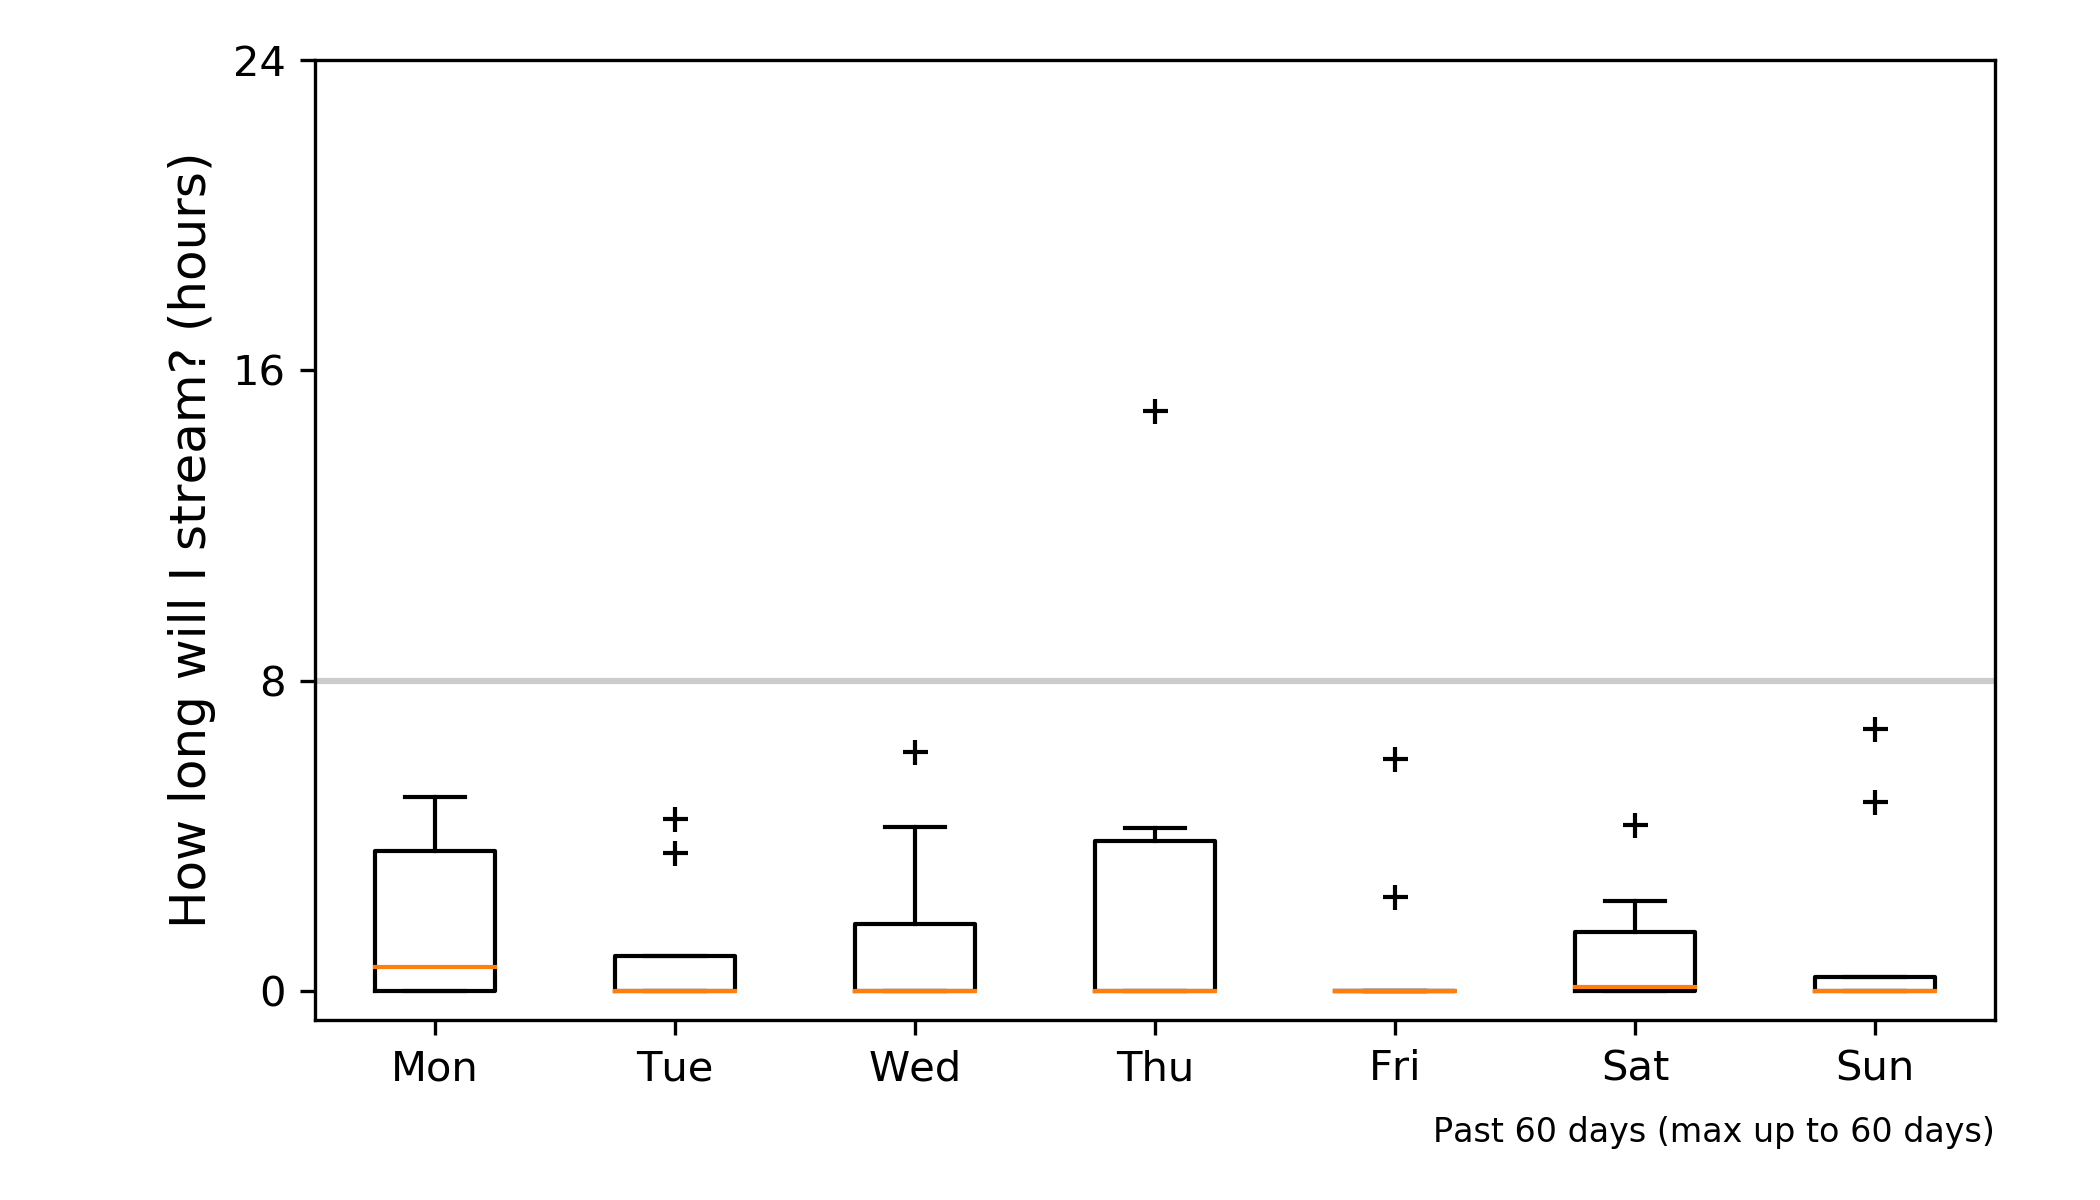 How long will I stream? (hours)
24
16
8
0
Mon Tue Wed Thu Fri Sat Sun
Past 60 days (max up to 60 days)